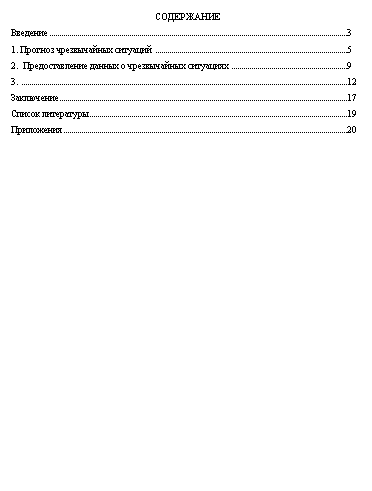 СОДЕРЖАНИЕ
Введение 3
1. Прогноз чрезвычайных ситуаций 5
2. Предоставление данных о чрезвычайных ситуациях 9
3. 12
Заключение 17
Список литературы 19
Приложения 20